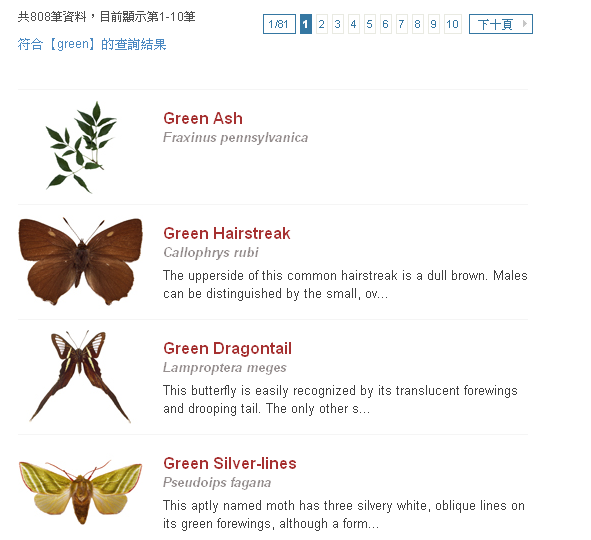 共808筆資料，目前顯示第1-10筆
1/81 1 2 3 4 5 6 7 8 9 10 下十頁
符合【green】的查詢結果
Green Ash
Fraxinus pennsylvanica
Green Hairstreak
Callophrys rubi
The upperside of this common hairstreak is a dull brown. Males
can be distinguished by the small, ov...
Green Dragontail
Lamproptera meges
This butterfly is easily recognized by its translucent forewings
and drooping tail. The only other s...
Green Silver-lines
Pseudoips fagana
This aptly named moth has three silvery white, oblique lines on
its green forewings, although a form...